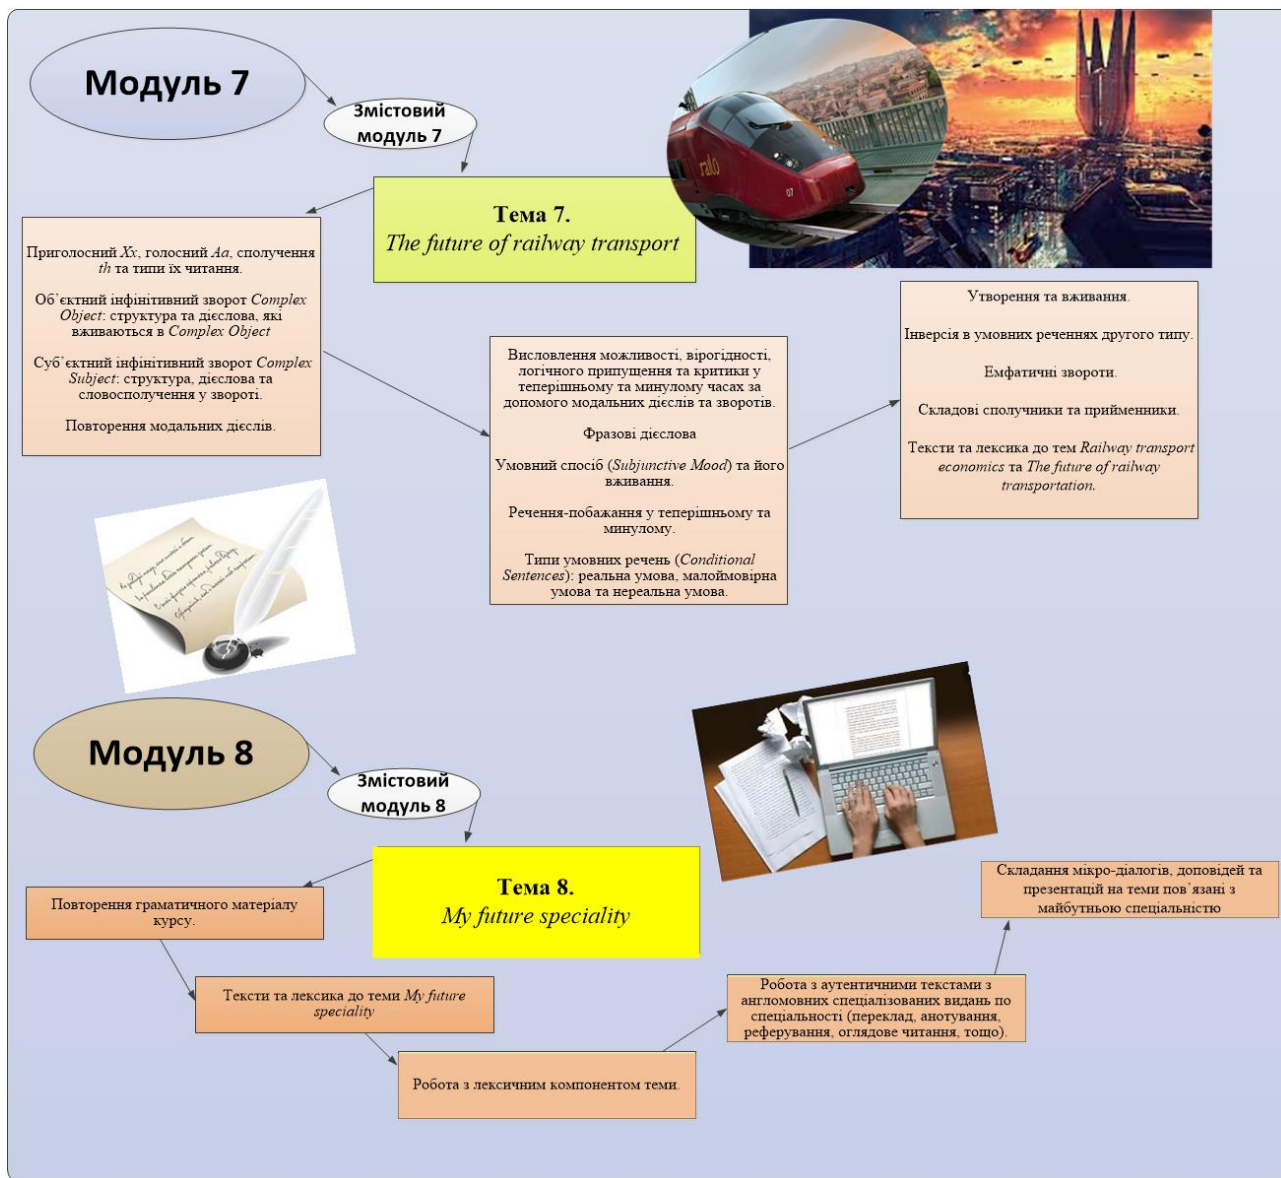 Модуль 7
Змістовий
модуль 7
Тема 7.
The future of railway transport
italo
07
Приголосний Xx, голосний Aa, сполучення
th та типи їх читання.
Об’єктний інфінітивний зворот Complex
Object: структура та дієслова, які
вживаються в Complex Object
Суб’єктний інфінітивний зворот Complex
Subject: структура, дієслова та
словосполучення у звороті.
Повторення модальних дієслів.
Висловлення можливості, вірогідності,
логічного припущення та критики у
теперішньому та минулому часах за
допомого модальних дієслів та зворотів.
Фразові дієслова
Умовний спосіб (Subjunctive Mood) та його
вживання.
Речення-побажання у теперішньому та
минулому.
Типи умовних речень (Conditional
Sentences): реальна умова, малоймовірна
умова та нереальна умова.
Утворення та вживання.
Інверсія в умовних реченнях другого типу.
Емфатичні звороти.
Складові сполучники та прийменники.
Тексти та лексика до тем Railway transport
economics та The future of railway
transportation.
Модуль 8
Змістовий
модуль 8
Тема 8.
My future speciality
Повторення граматичного матеріалу
курсу.
Тексти та лексика до теми My future
speciality
Робота з лексичним компонентом теми.
Робота з аутентичними текстами з
англомовних спеціалізованих видань по
спеціальності (переклад, анотування,
реферування, оглядове читання, тощо).
Складання мікро-діалогів, доповідей та
презентацій на теми пов’язані з
майбутньою спеціальністю